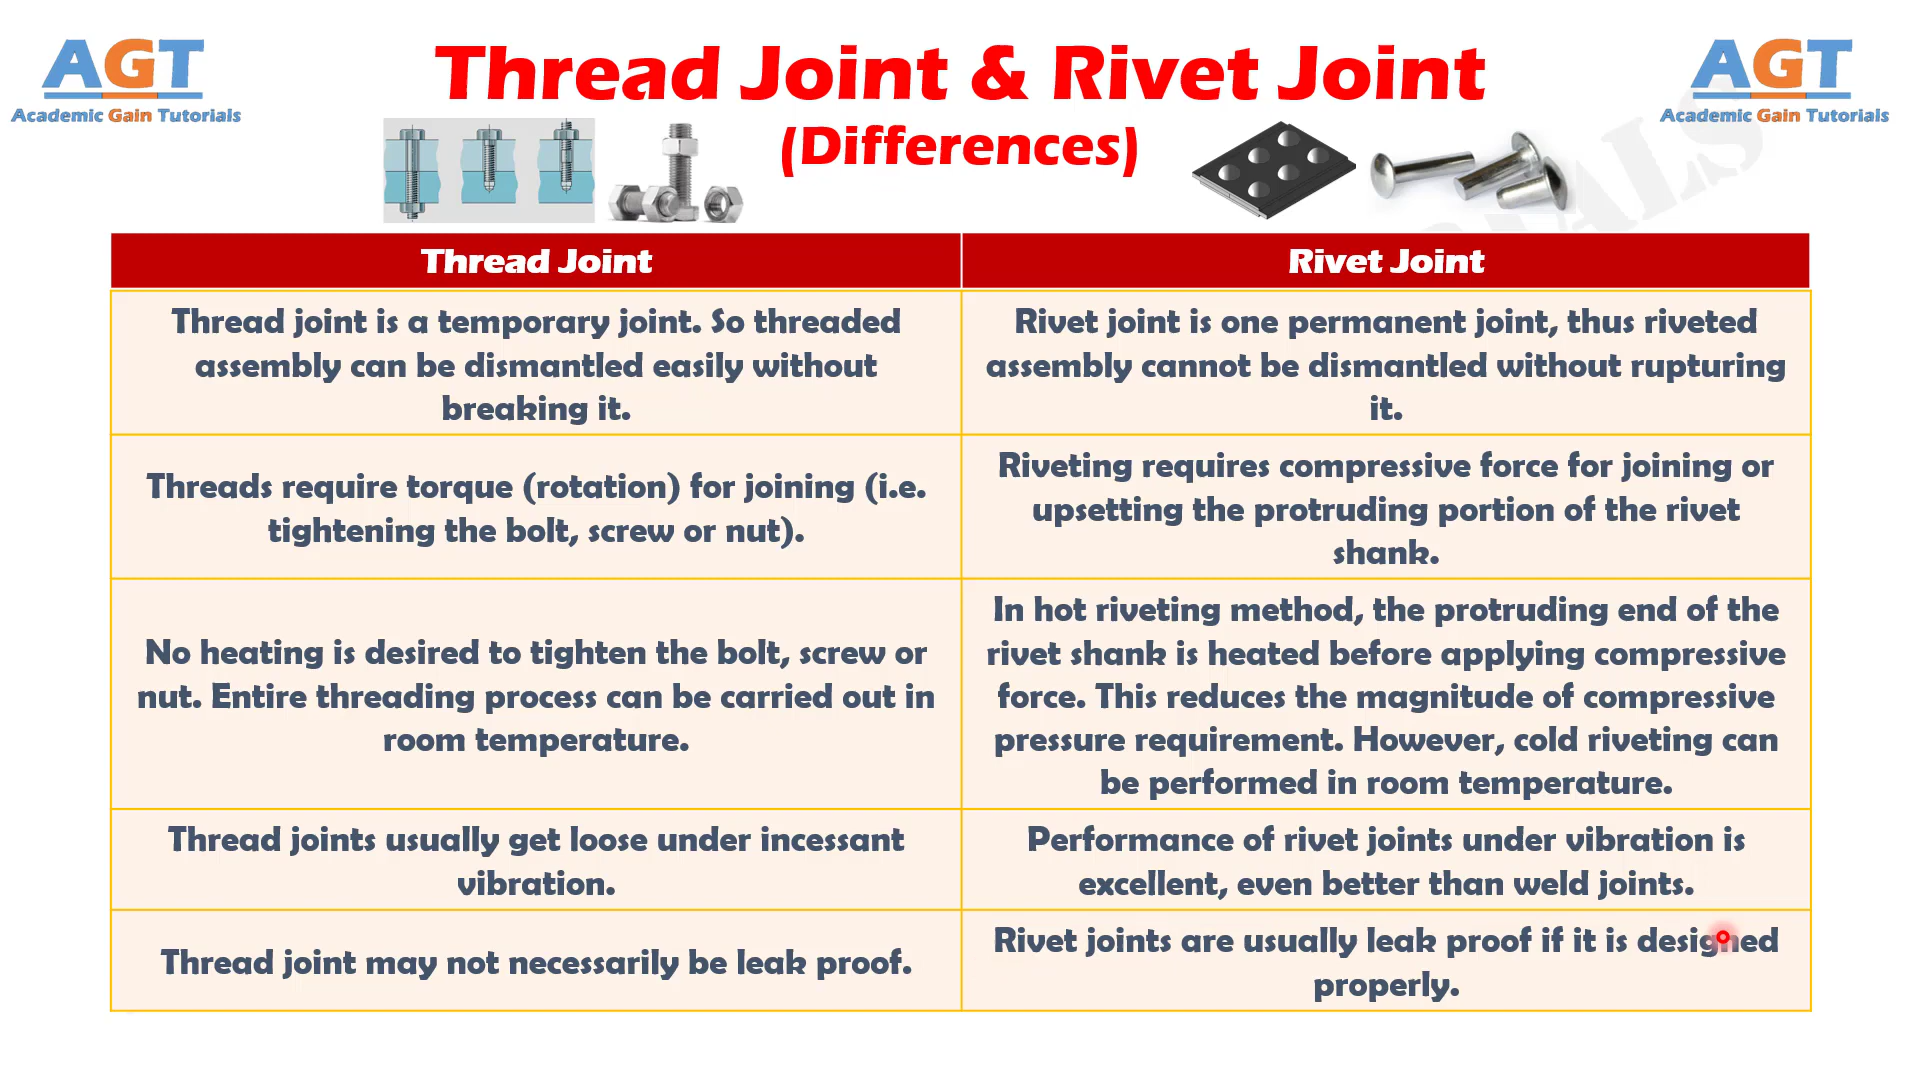 AGT
Academic Gain Tutorials
Thread Joint & Rivet Joint
(Differences)
AGT
Academic Gain Tutorials
Thread Joint
Rivet Joint
Thread joint is a temporary joint. So threaded
assembly can be dismantled easily without
breaking it.
Rivet joint is one permanent joint, thus riveted
assembly cannot be dismantled without rupturing
it.
Threads require torque (rotation) for joining (i.e.
tightening the bolt, screw or nut).
Riveting requires compressive force for joining or
upsetting the protruding portion of the rivet
shank.
No heating is desired to tighten the bolt, screw or
nut. Entire threading process can be carried out in
room temperature.
In hot riveting method, the protruding end of the
rivet shank is heated before applying compressive
force. This reduces the magnitude of compressive
pressure requirement. However, cold riveting can
be performed in room temperature.
Thread joints usually get loose under incessant
vibration.
Performance of rivet joints under vibration is
excellent, even better than weld joints.
Thread joint may not necessarily be leak proof.
Rivet joints are usually leak proof if it is designed
properly.